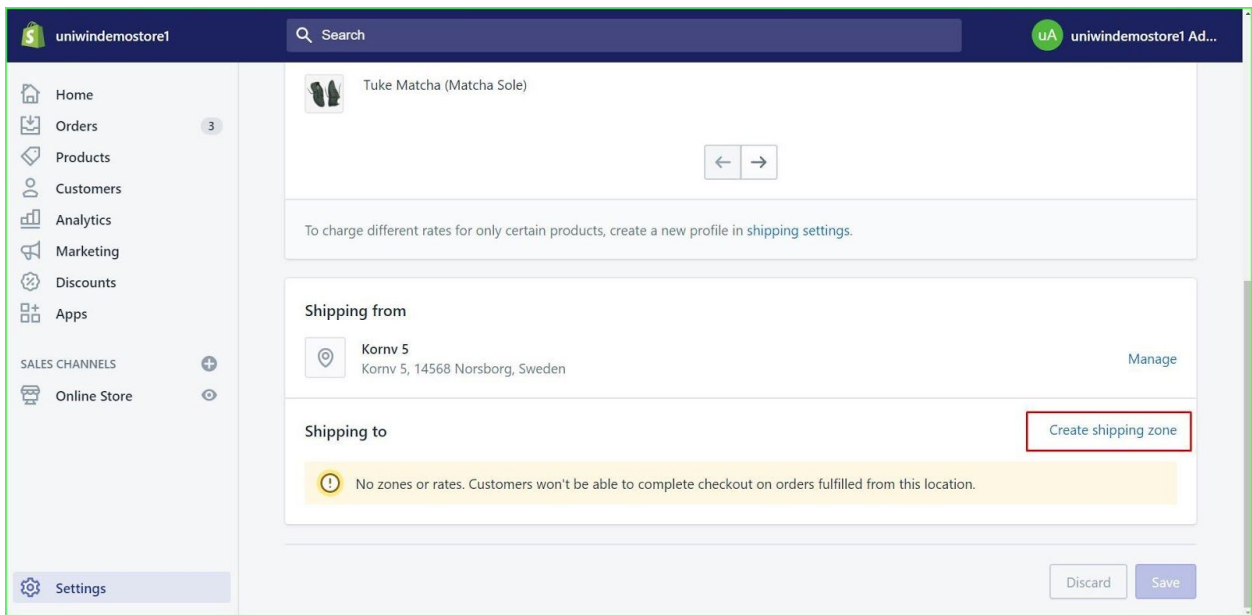 uniwindemostore1
Search
uA uniwindemostore1 Ad...
Home
Orders 3
Products
Customers
Analytics
Marketing
Discounts
Apps
SALES CHANNELS
Online Store
Settings
Tuke Matcha (Matcha Sole)
To charge different rates for only certain products, create a new profile in shipping settings.
Shipping from
Kornv 5
Kornv 5, 14568 Norsborg, Sweden
Manage
Shipping to
Create shipping zone
No zones or rates. Customers won't be able to complete checkout on orders fulfilled from this location.
Discard
Save